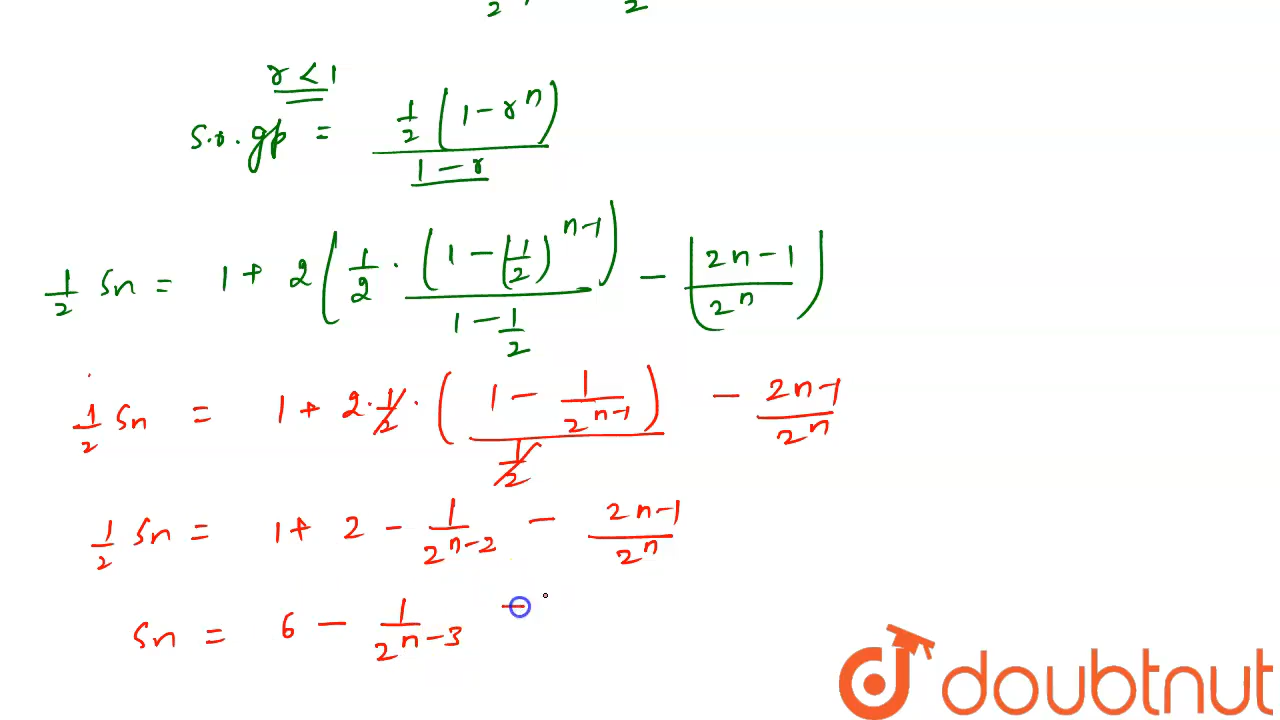 2 2
r < 1
S.o. gp = 1/2 (1 - r^n) / 1 - r
1/2 Sn = 1 + 2 (1/2 . (1 - (1/2)^n-1) / 1 - 1/2) - (2n - 1 / 2^n)
1/2 Sn = 1 + 2 . 1/2 . (1 - 1/2^n-1) / 1/2 - 2n-1 / 2^n
1/2 Sn = 1 + 2 - 1/2^n-2 - 2n-1 / 2^n
Sn = 6 - 1/2^n-3 -
doubtnut